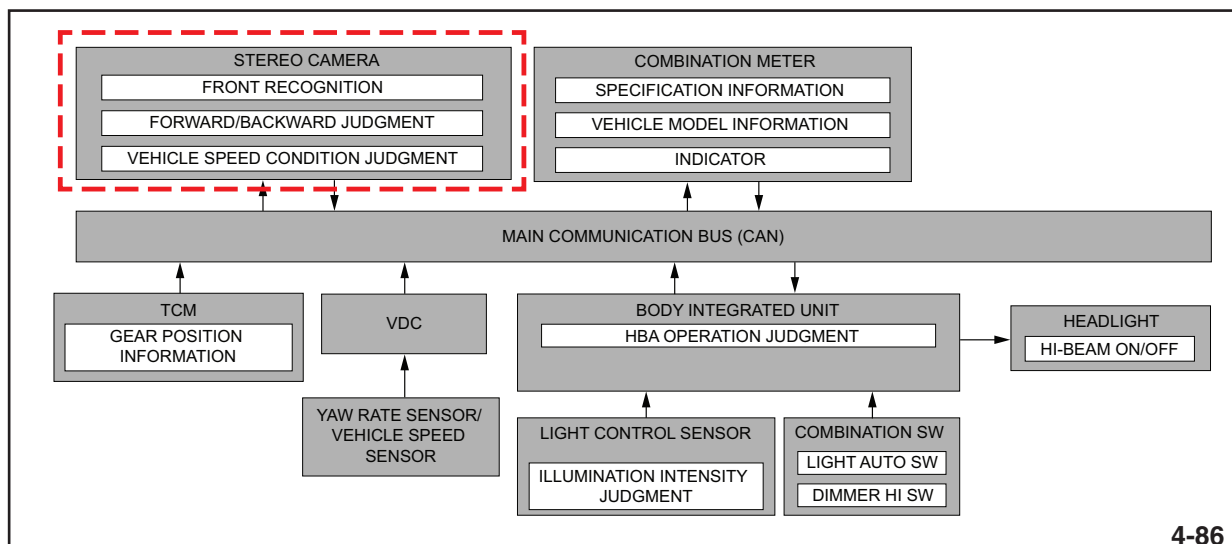 STEREO CAMERA
FRONT RECOGNITION
FORWARD/BACKWARD JUDGMENT
VEHICLE SPEED CONDITION JUDGMENT
COMBINATION METER
SPECIFICATION INFORMATION
VEHICLE MODEL INFORMATION
INDICATOR
MAIN COMMUNICATION BUS (CAN)
TCM
GEAR POSITION
INFORMATION
VDC
YAW RATE SENSOR/
VEHICLE SPEED
SENSOR
BODY INTEGRATED UNIT
HBA OPERATION JUDGMENT
HEADLIGHT
HI-BEAM ON/OFF
LIGHT CONTROL SENSOR
ILLUMINATION INTENSITY
JUDGMENT
COMBINATION SW
LIGHT AUTO SW
DIMMER HI SW
4-86